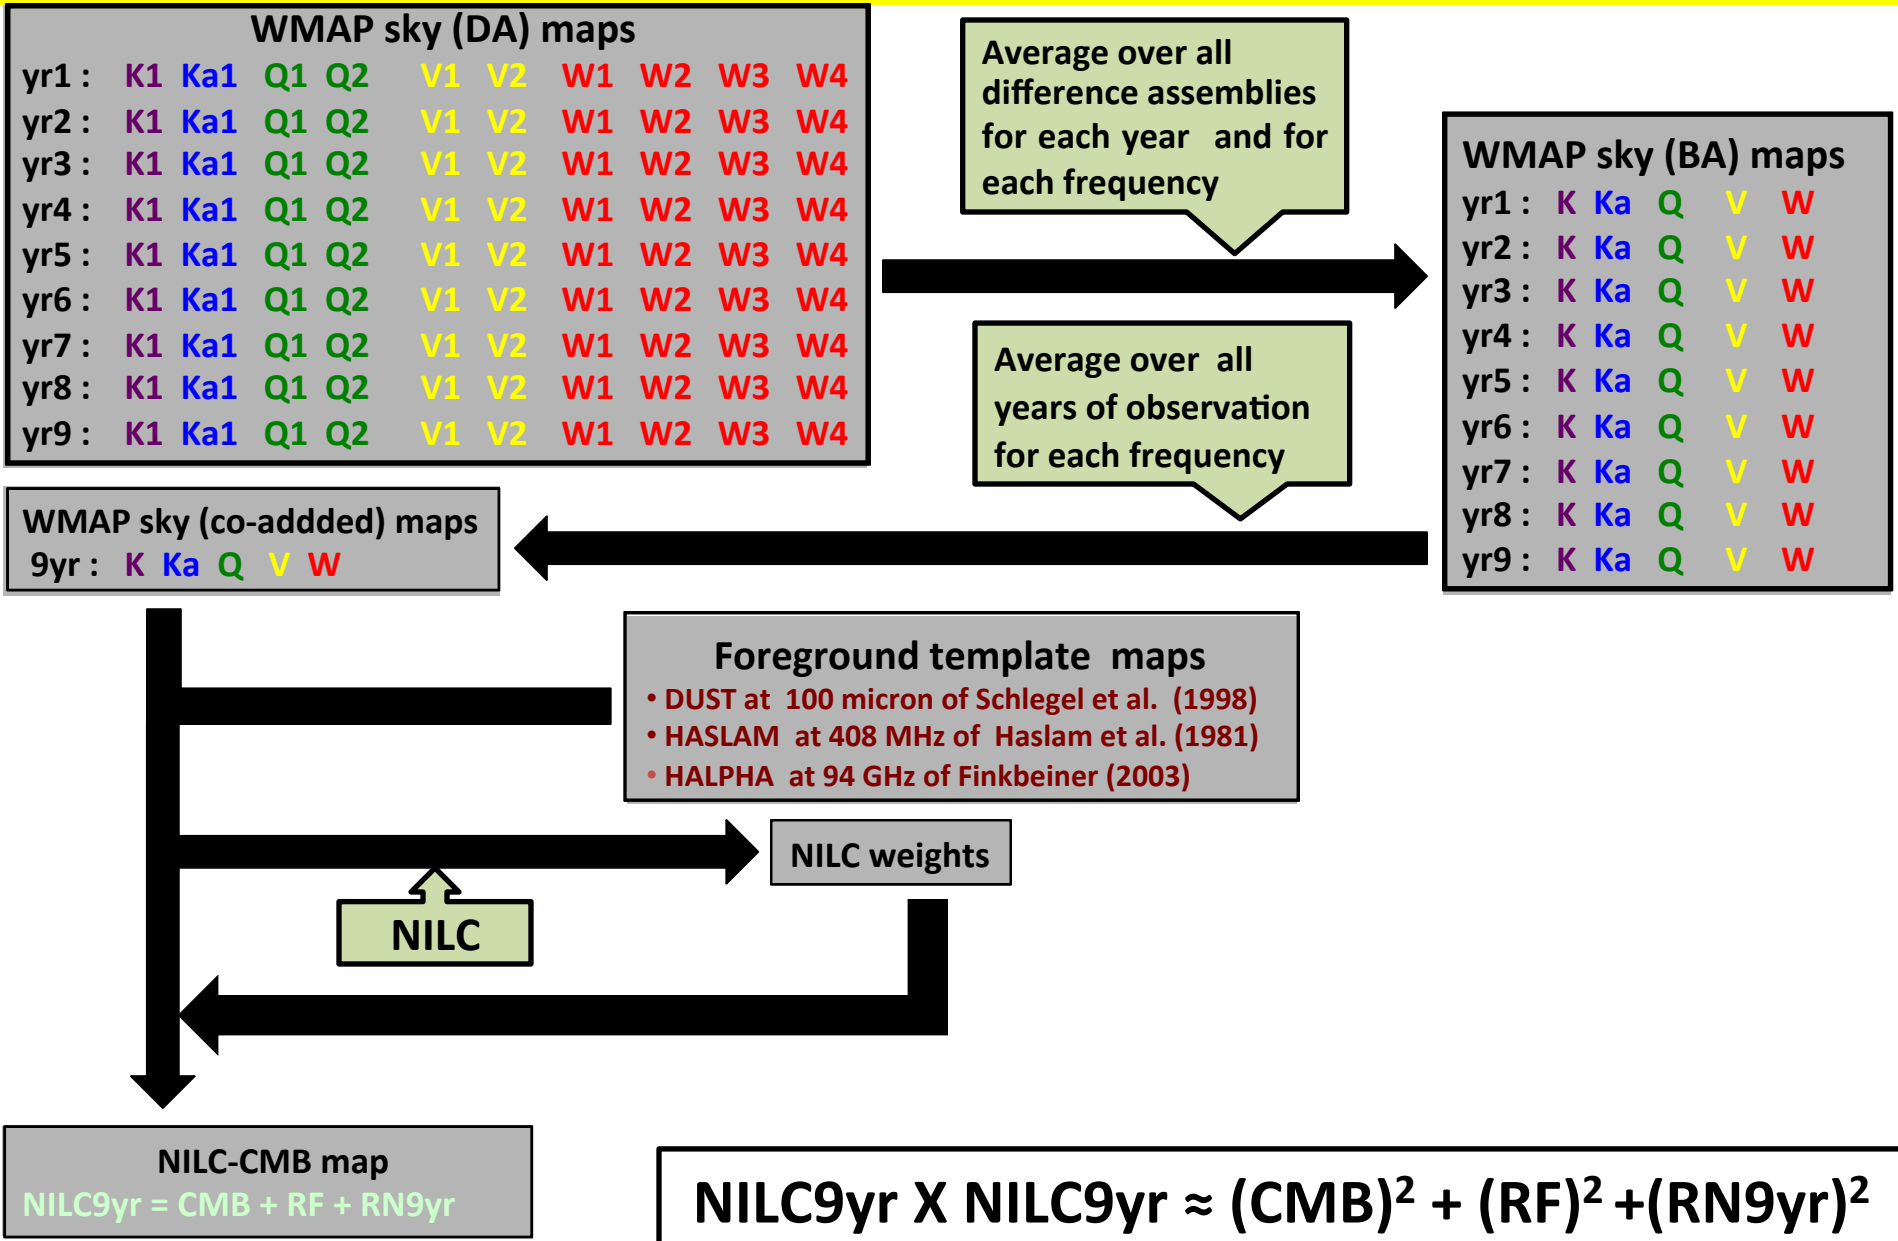 WMAP sky (DA) maps
yr1 : K1 Ka1 Q1 Q2 V1 V2 W1 W2 W3 W4
yr2 : K1 Ka1 Q1 Q2 V1 V2 W1 W2 W3 W4
yr3 : K1 Ka1 Q1 Q2 V1 V2 W1 W2 W3 W4
yr4 : K1 Ka1 Q1 Q2 V1 V2 W1 W2 W3 W4
yr5 : K1 Ka1 Q1 Q2 V1 V2 W1 W2 W3 W4
yr6 : K1 Ka1 Q1 Q2 V1 V2 W1 W2 W3 W4
yr7 : K1 Ka1 Q1 Q2 V1 V2 W1 W2 W3 W4
yr8 : K1 Ka1 Q1 Q2 V1 V2 W1 W2 W3 W4
yr9 : K1 Ka1 Q1 Q2 V1 V2 W1 W2 W3 W4
Average over all
difference assemblies
for each year and for
each frequency
WMAP sky (BA) maps
yr1 : K Ka Q V W
yr2 : K Ka Q V W
yr3 : K Ka Q V W
yr4 : K Ka Q V W
yr5 : K Ka Q V W
yr6 : K Ka Q V W
yr7 : K Ka Q V W
yr8 : K Ka Q V W
yr9 : K Ka Q V W
Average over all
years of observation
for each frequency
WMAP sky (co-addded) maps
9yr : K Ka Q V W
Foreground template maps
• DUST at 100 micron of Schlegel et al. (1998)
• HASLAM at 408 MHz of Haslam et al. (1981)
• HALPHA at 94 GHz of Finkbeiner (2003)
NILC weights
NILC
NILC-CMB map
NILC9yr = CMB + RF + RN9yr
NILC9yr X NILC9yr ≈ (CMB)² + (RF)² +(RN9yr)²